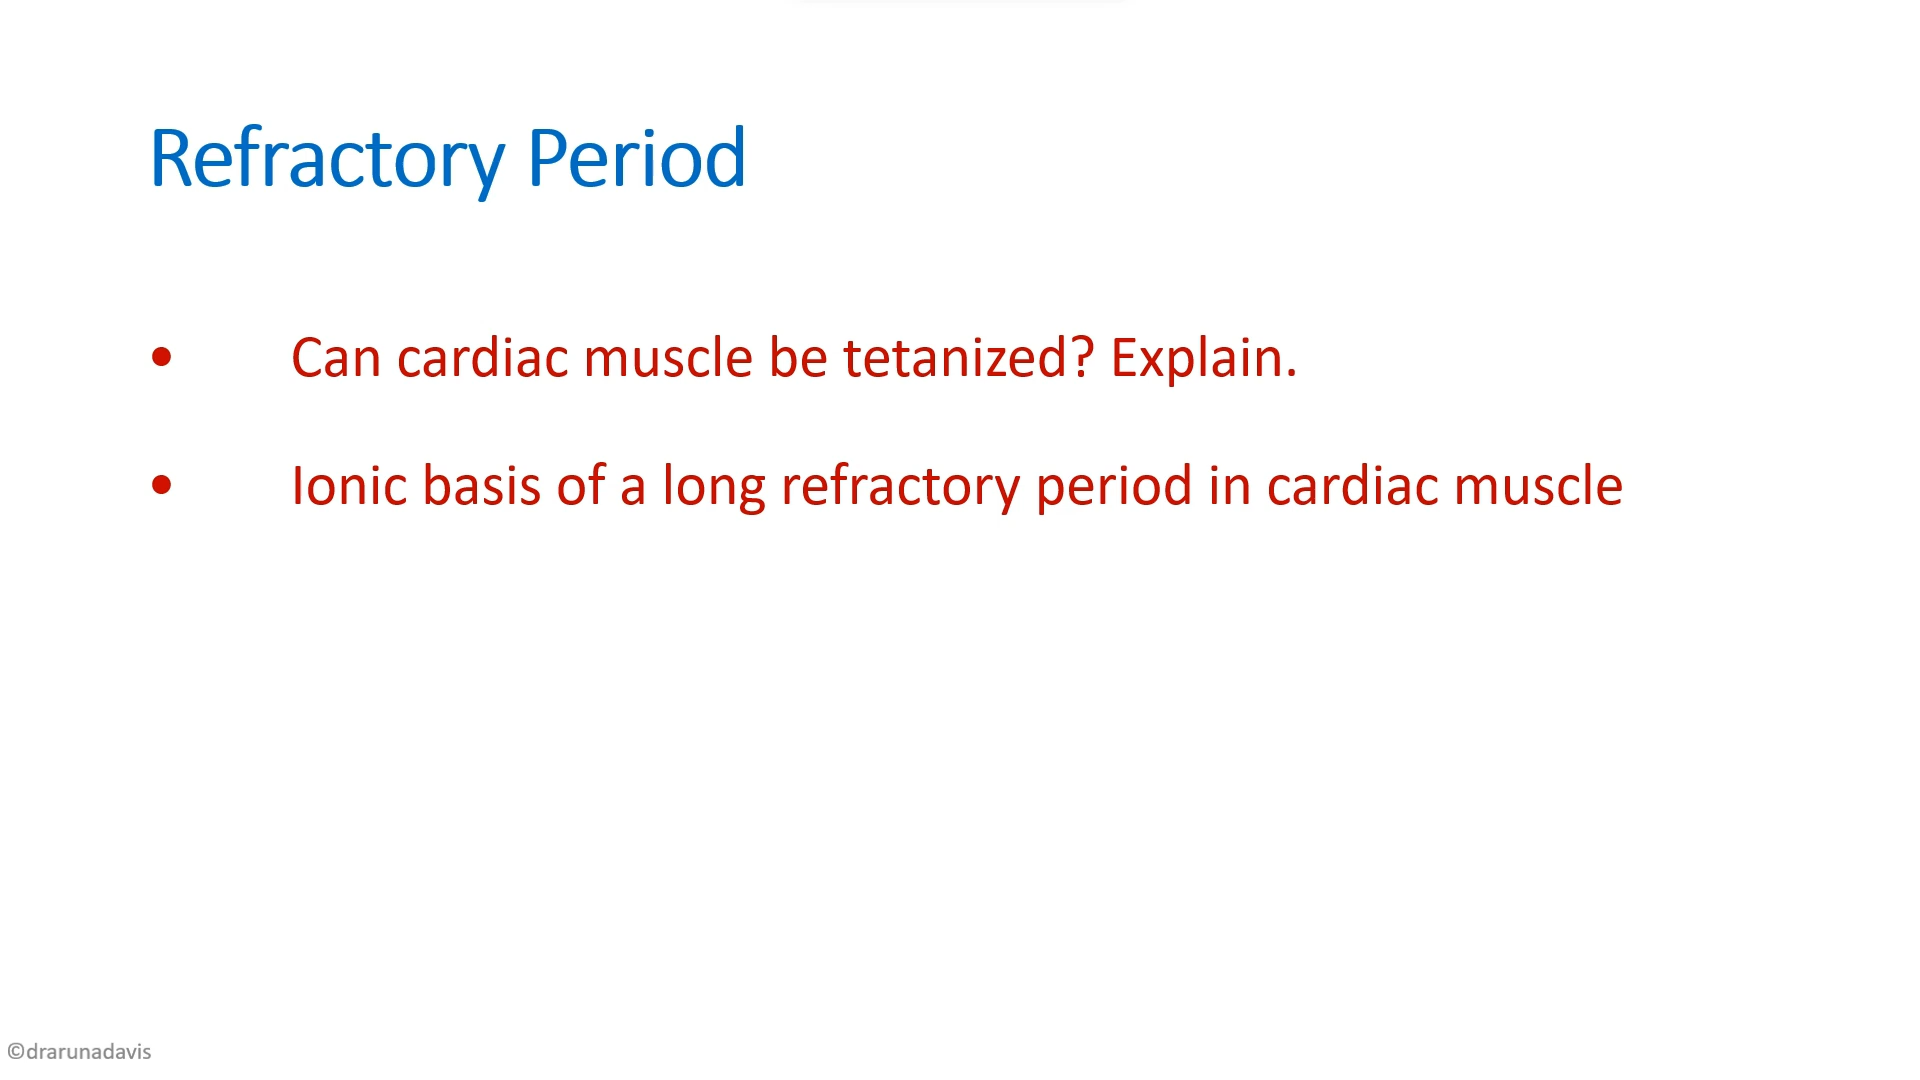 Refractory Period
• Can cardiac muscle be tetanized? Explain.
• Ionic basis of a long refractory period in cardiac muscle
©drarunadavis